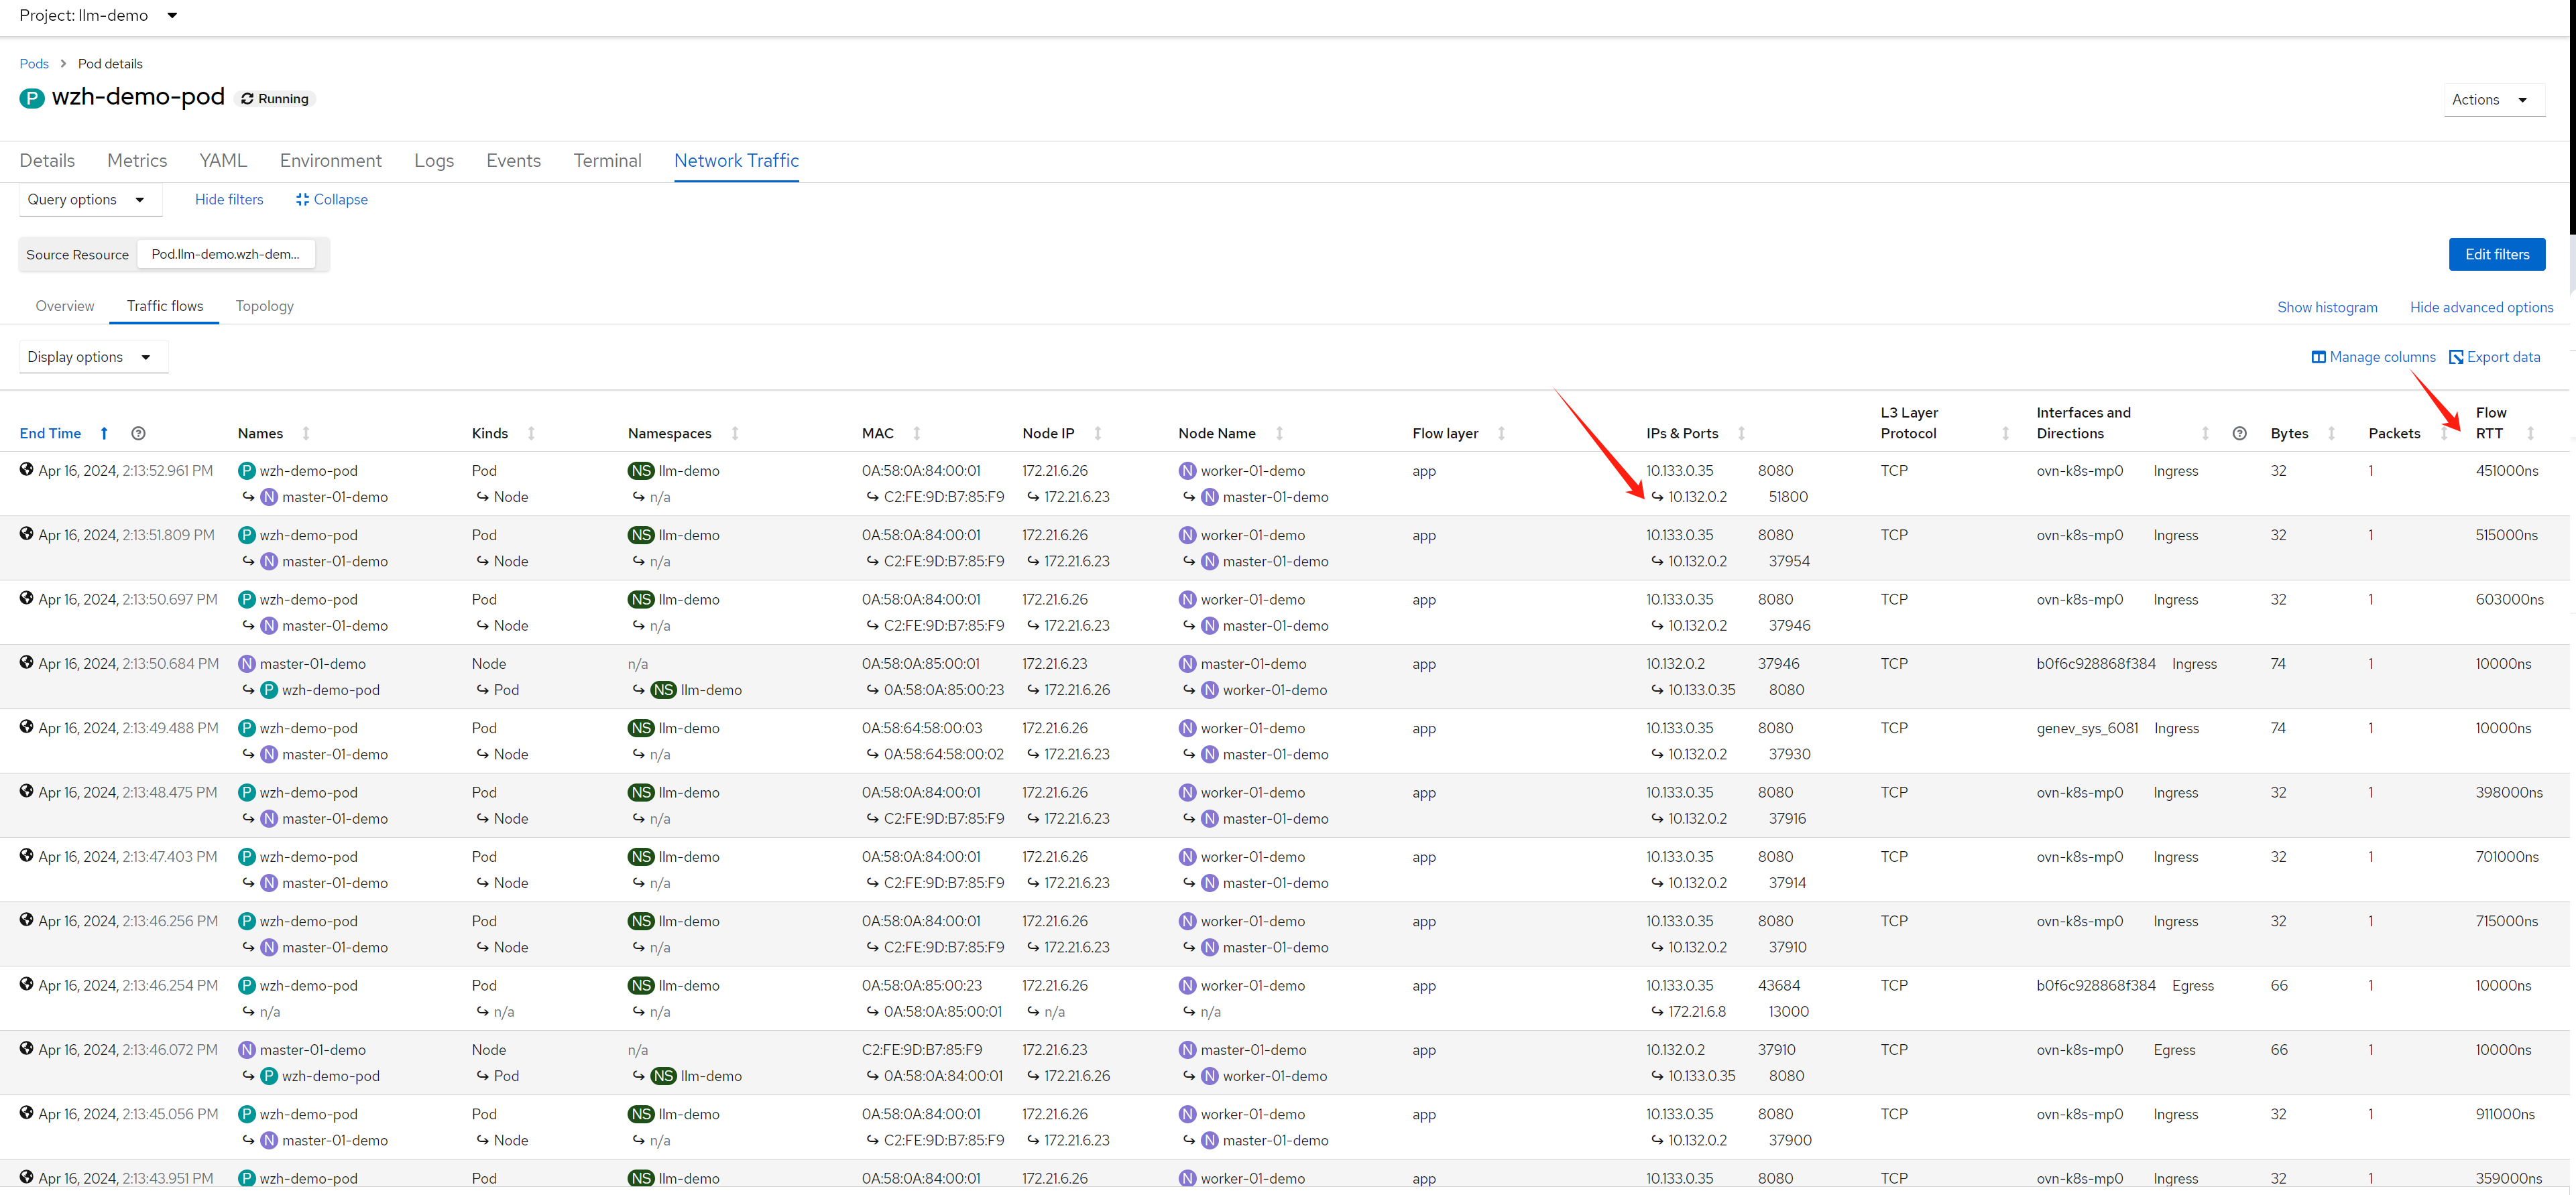 Project: llm-demo
Pods > Pod details
P wzh-demo-pod Running
Actions
Details Metrics YAML Environment Logs Events Terminal Network Traffic
Query options Hide filters Collapse
Source Resource Pod.llm-demo.wzh-dem... Edit filters
Overview Traffic flows Topology Show histogram Hide advanced options
Display options Manage columns Export data
End Time Names Kinds Namespaces MAC Node IP Node Name Flow layer IPs & Ports L3 Layer Protocol Interfaces and Directions Bytes Packets Flow RTT
Apr 16, 2024, 2:13:52.961 PM P wzh-demo-pod Pod NS llm-demo 0A:58:0A:84:00:01 172.21.6.26 N worker-01-demo app 10.133.0.35 8080 TCP ovn-k8s-mp0 Ingress 32 1 451000ns
N master-01-demo Node n/a C2:FE:9D:B7:85:F9 172.21.6.23 N master-01-demo 10.132.0.2 51800
Apr 16, 2024, 2:13:51.809 PM P wzh-demo-pod Pod NS llm-demo 0A:58:0A:84:00:01 172.21.6.26 N worker-01-demo app 10.133.0.35 8080 TCP ovn-k8s-mp0 Ingress 32 1 515000ns
N master-01-demo Node n/a C2:FE:9D:B7:85:F9 172.21.6.23 N master-01-demo 10.132.0.2 37954
Apr 16, 2024, 2:13:50.697 PM P wzh-demo-pod Pod NS llm-demo 0A:58:0A:84:00:01 172.21.6.26 N worker-01-demo app 10.133.0.35 8080 TCP ovn-k8s-mp0 Ingress 32 1 603000ns
N master-01-demo Node n/a C2:FE:9D:B7:85:F9 172.21.6.23 N master-01-demo 10.132.0.2 37946
Apr 16, 2024, 2:13:50.684 PM N master-01-demo Node n/a 0A:58:0A:85:00:01 172.21.6.23 N master-01-demo app 10.132.0.2 37946 TCP b0f6c928868f384 Ingress 74 1 10000ns
P wzh-demo-pod Pod NS llm-demo 0A:58:0A:85:00:23 172.21.6.26 N worker-01-demo 10.133.0.35 8080
Apr 16, 2024, 2:13:49.488 PM P wzh-demo-pod Pod NS llm-demo 0A:58:64:58:00:03 172.21.6.26 N worker-01-demo app 10.133.0.35 8080 TCP genev_sys_6081 Ingress 74 1 10000ns
N master-01-demo Node n/a 0A:58:64:58:00:02 172.21.6.23 N master-01-demo 10.132.0.2 37930
Apr 16, 2024, 2:13:48.475 PM P wzh-demo-pod Pod NS llm-demo 0A:58:0A:84:00:01 172.21.6.26 N worker-01-demo app 10.133.0.35 8080 TCP ovn-k8s-mp0 Ingress 32 1 398000ns
N master-01-demo Node n/a C2:FE:9D:B7:85:F9 172.21.6.23 N master-01-demo 10.132.0.2 37916
Apr 16, 2024, 2:13:47.403 PM P wzh-demo-pod Pod NS llm-demo 0A:58:0A:84:00:01 172.21.6.26 N worker-01-demo app 10.133.0.35 8080 TCP ovn-k8s-mp0 Ingress 32 1 701000ns
N master-01-demo Node n/a C2:FE:9D:B7:85:F9 172.21.6.23 N master-01-demo 10.132.0.2 37914
Apr 16, 2024, 2:13:46.256 PM P wzh-demo-pod Pod NS llm-demo 0A:58:0A:84:00:01 172.21.6.26 N worker-01-demo app 10.133.0.35 8080 TCP ovn-k8s-mp0 Ingress 32 1 715000ns
N master-01-demo Node n/a C2:FE:9D:B7:85:F9 172.21.6.23 N master-01-demo 10.132.0.2 37910
Apr 16, 2024, 2:13:46.254 PM P wzh-demo-pod Pod NS llm-demo 0A:58:0A:85:00:23 172.21.6.26 N worker-01-demo app 10.133.0.35 43684 TCP b0f6c928868f384 Egress 66 1 10000ns
n/a n/a n/a 0A:58:0A:85:00:01 n/a n/a 172.21.6.8 13000
Apr 16, 2024, 2:13:46.072 PM N master-01-demo Node n/a C2:FE:9D:B7:85:F9 172.21.6.23 N master-01-demo app 10.132.0.2 37910 TCP ovn-k8s-mp0 Egress 66 1 10000ns
P wzh-demo-pod Pod NS llm-demo 0A:58:0A:84:00:01 172.21.6.26 N worker-01-demo 10.133.0.35 8080
Apr 16, 2024, 2:13:45.056 PM P wzh-demo-pod Pod NS llm-demo 0A:58:0A:84:00:01 172.21.6.26 N worker-01-demo app 10.133.0.35 8080 TCP ovn-k8s-mp0 Ingress 32 1 911000ns
N master-01-demo Node n/a C2:FE:9D:B7:85:F9 172.21.6.23 N master-01-demo 10.132.0.2 37900
Apr 16, 2024, 2:13:43.951 PM P wzh-demo-pod Pod NS llm-demo 0A:58:0A:84:00:01 172.21.6.26 N worker-01-demo app 10.133.0.35 8080 TCP ovn-k8s-mp0 Ingress 32 1 359000ns